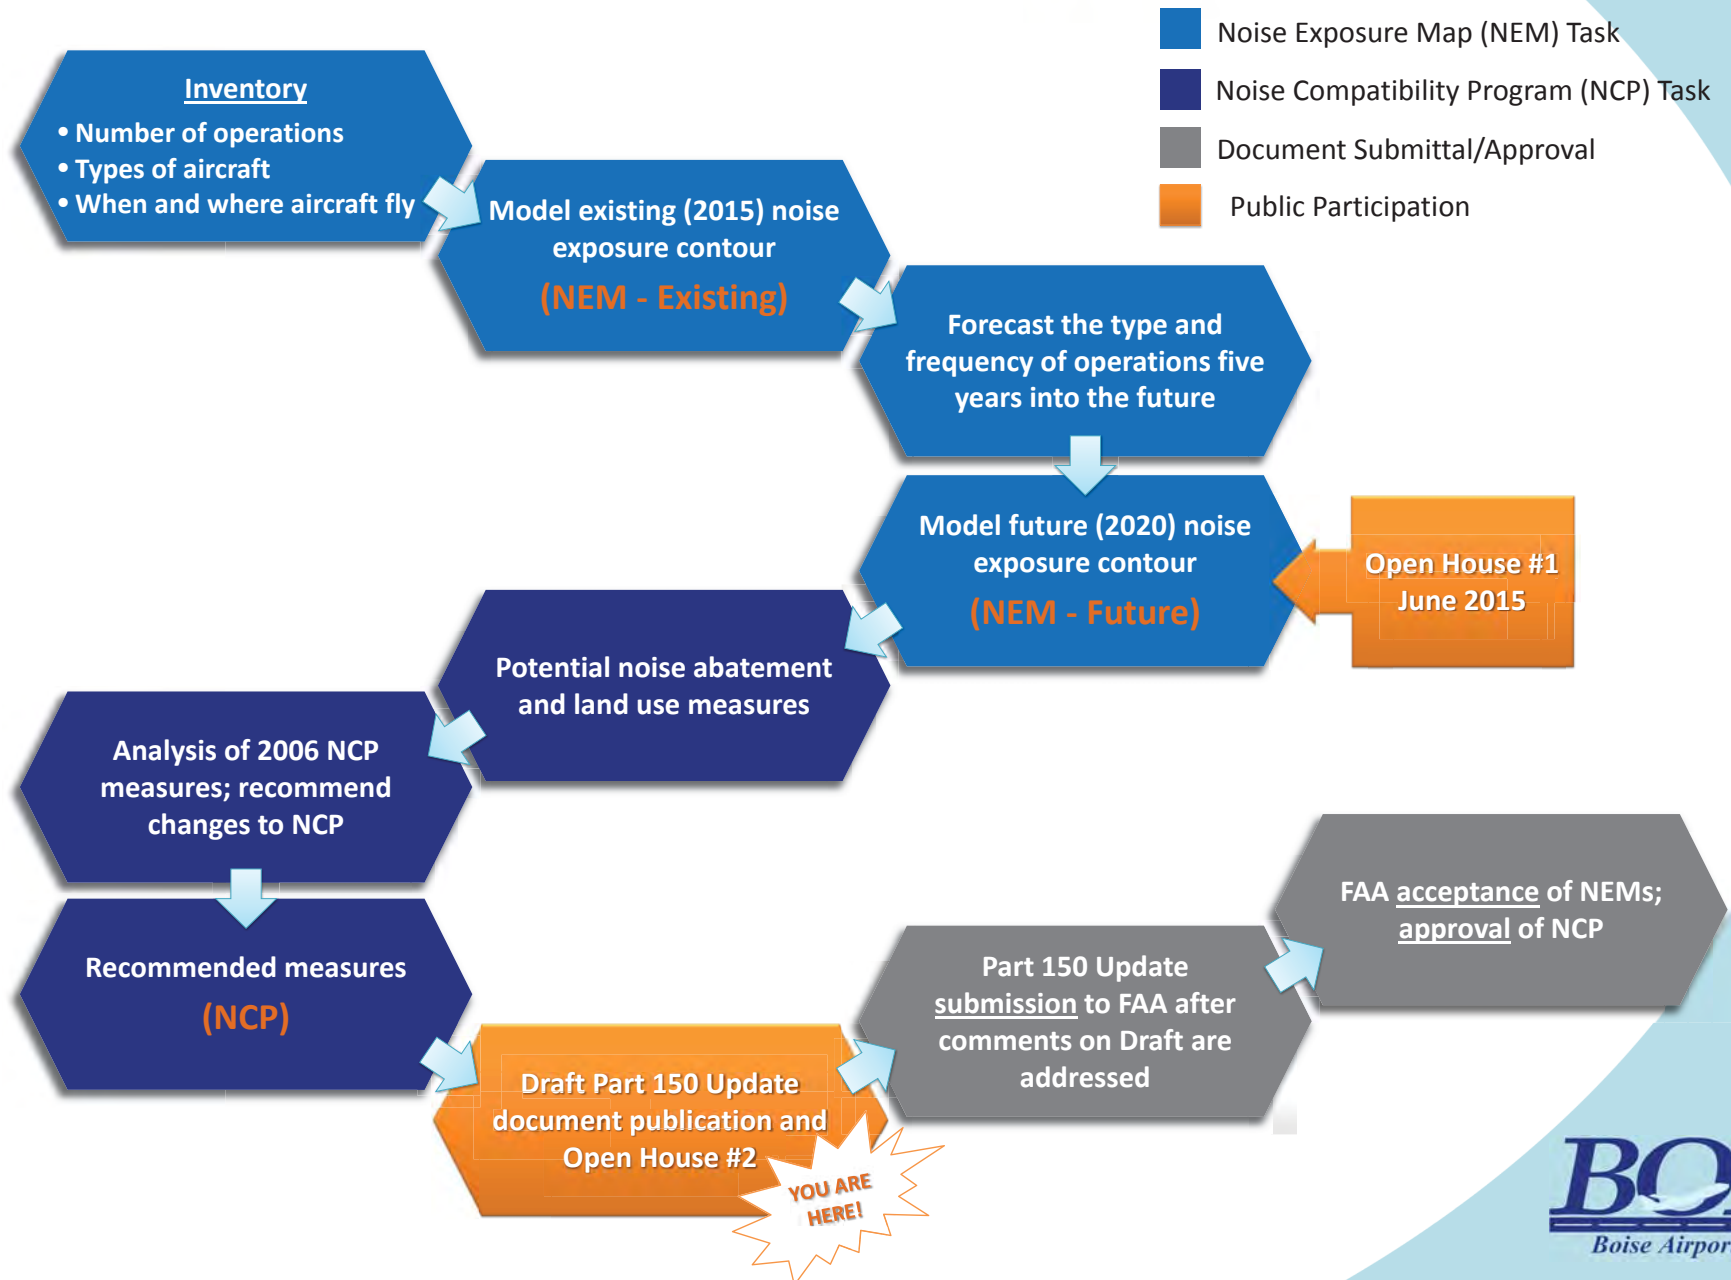 Noise Exposure Map (NEM) Task
Noise Compatibility Program (NCP) Task
Document Submittal/Approval
Public Participation
Inventory
• Number of operations
• Types of aircraft
• When and where aircraft fly
Model existing (2015) noise
exposure contour
(NEM - Existing)
Forecast the type and
frequency of operations five
years into the future
Model future (2020) noise
exposure contour
(NEM - Future)
Open House #1
June 2015
Potential noise abatement
and land use measures
Analysis of 2006 NCP
measures; recommend
changes to NCP
Recommended measures
(NCP)
Draft Part 150 Update
document publication and
Open House #2
YOU ARE
HERE!
Part 150 Update
submission to FAA after
comments on Draft are
addressed
FAA acceptance of NEMs;
approval of NCP
BO
Boise Airpor